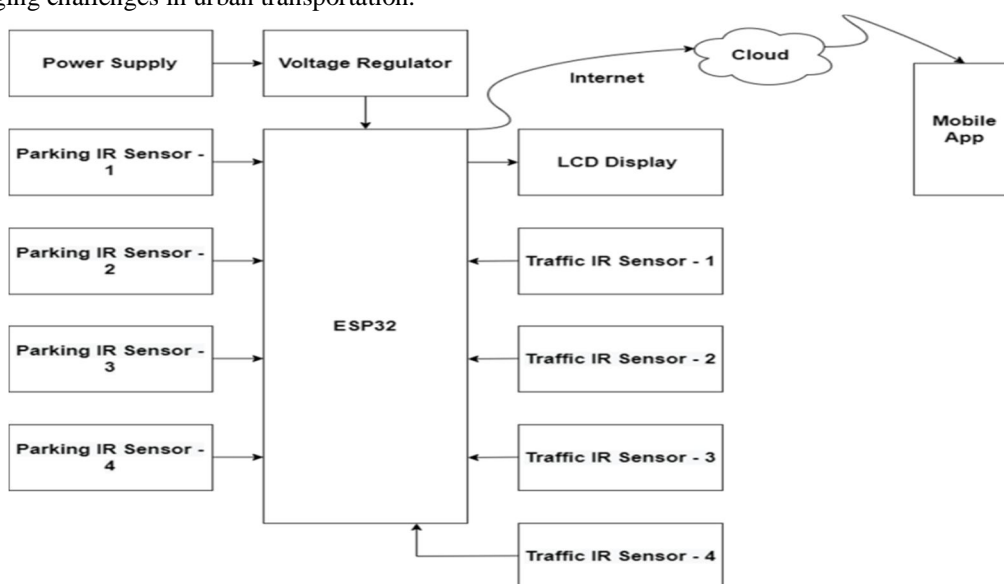 challenges in urban transportation.
Power Supply
Voltage Regulator
Internet
Cloud
Mobile
App
Parking IR Sensor -
1
LCD Display
Parking IR Sensor -
2
Traffic IR Sensor - 1
ESP32
Parking IR Sensor -
3
Traffic IR Sensor - 2
Parking IR Sensor -
4
Traffic IR Sensor - 3
Traffic IR Sensor - 4